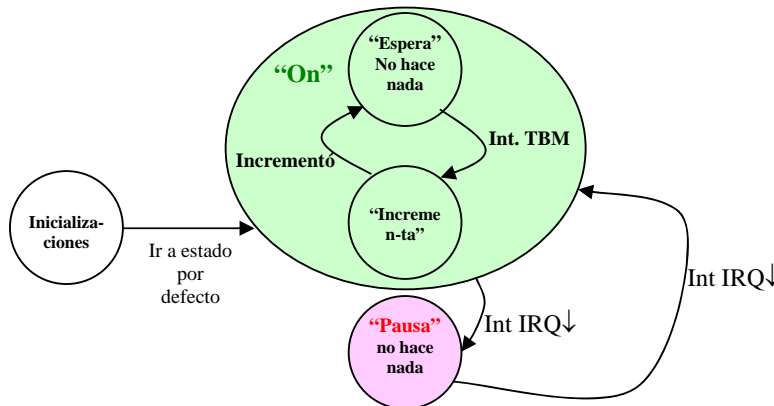 “Espera”
No hace
nada
“On”
Int. TBM
Incrementó
“Increme
n-ta”
Inicializa-
ciones
Ir a estado
por
defecto
Int IRQ↓
“Pausa”
no hace
nada
Int IRQ↓